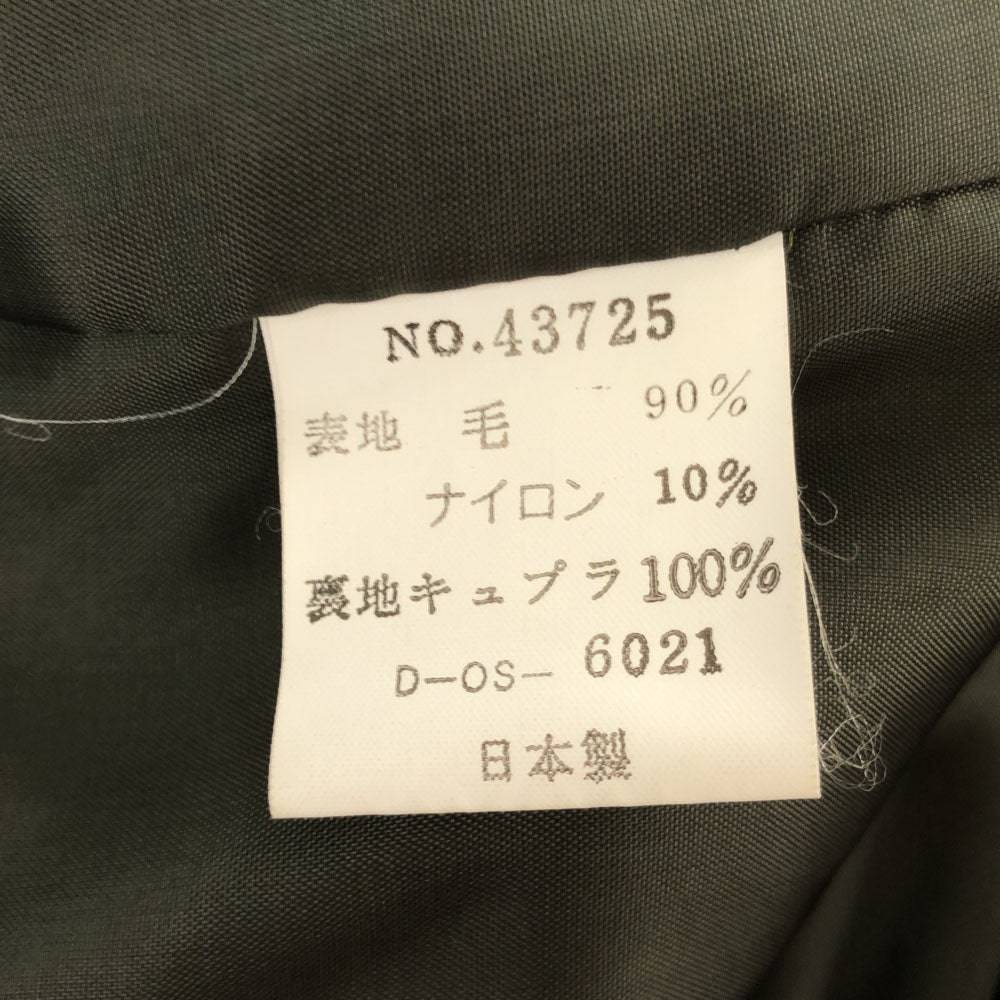 NO.43725
表地 毛 90%
ナイロン 10%
裏地キュプラ100%
D-OS- 6021
日本製